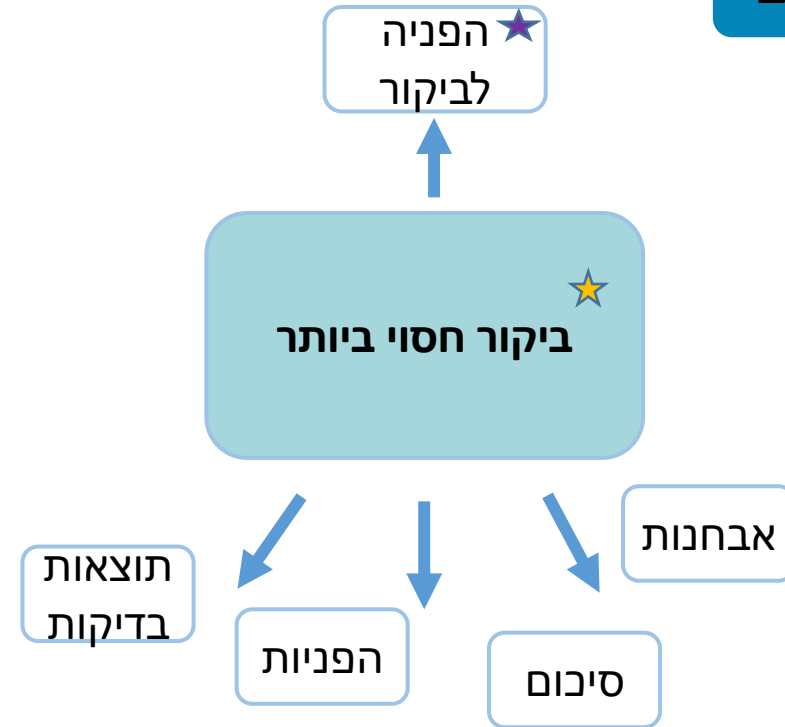 הפניה
לביקור
ביקור חסוי ביותר
אבחנות
תוצאות
בדיקות
הפניות
סיכום